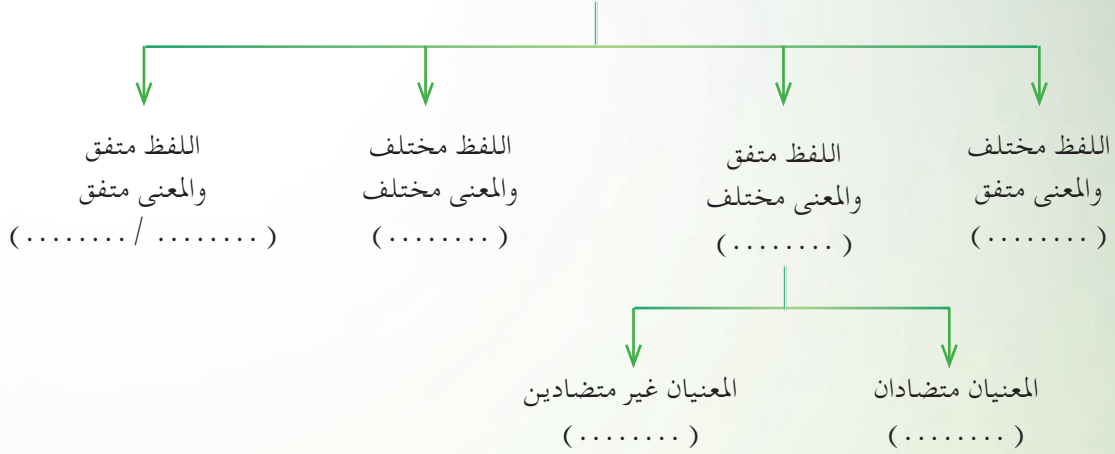 اللفظ مختلف
والمعنى متفق
( ........ )
اللفظ متفق
والمعنى مختلف
( ........ )
اللفظ مختلف
والمعنى مختلف
( ........ )
اللفظ متفق
والمعنى متفق
( ........ / ........ )
المعنيان متضادان
( ........ )
المعنيان غير متضادين
( ........ )